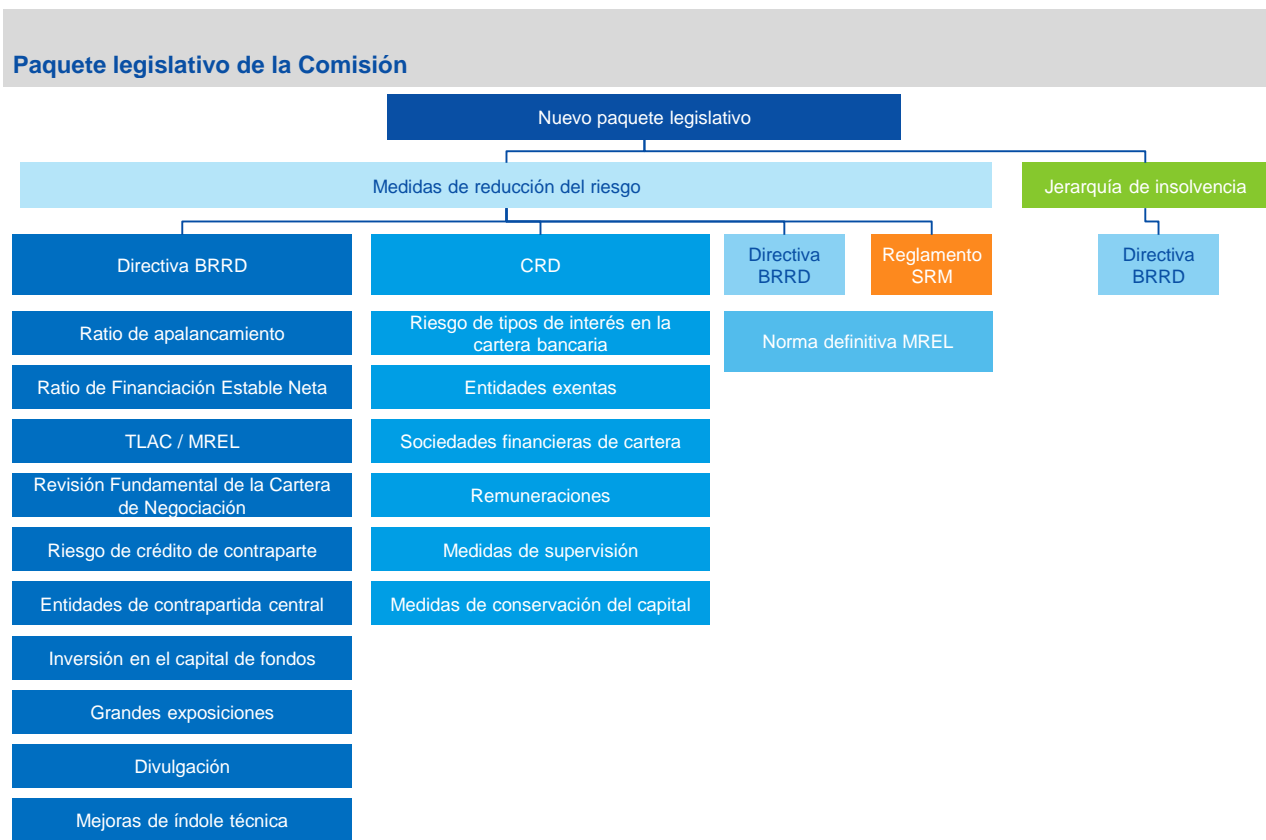 Paquete legislativo de la Comisión
Nuevo paquete legislativo
Medidas de reducción del riesgo
Jerarquía de insolvencia
Directiva BRRD
CRD
Directiva
BRRD
Reglamento
SRM
Directiva
BRRD
Ratio de apalancamiento
Ratio de Financiación Estable Neta
TLAC / MREL
Revisión Fundamental de la Cartera
de Negociación
Riesgo de crédito de contraparte
Entidades de contrapartida central
Inversión en el capital de fondos
Grandes exposiciones
Divulgación
Mejoras de índole técnica
Riesgo de tipos de interés en la
cartera bancaria
Entidades exentas
Sociedades financieras de cartera
Remuneraciones
Medidas de supervisión
Medidas de conservación del capital
Norma definitiva MREL